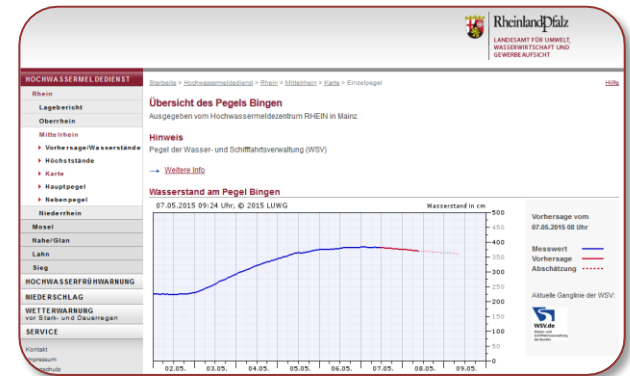 RheinlandPfalz
LANDESAMT FÜR UMWELT,
WASSERWIRTSCHAFT UND
GEWERBEAUFSICHT
HOCHWASSERMELDEDIENST
Rhein
Lagebericht
Oberrhein
Mittelrhein
Vorhersage/Wasserstände
Höchststände
Karte
Hauptpegel
Nebenpegel
Niederrhein
Mosel
Nahe/Glan
Lahn
Sieg
HOCHWASSERFRÜHWARNUNG
NIEDERSCHLAG
WETTERWARNUNG
vor Stark- und Dauerregen
SERVICE
Kontakt
Impressum
Startseite > Hochwassermeldedienst > Rhein > Mittelrhein > Karte > Einzelpegel
Hilfe
Übersicht des Pegels Bingen
Ausgegeben vom Hochwassermeldezentrum RHEIN in Mainz
Hinweis
Pegel der Wasser- und Schifffahrtsverwaltung (WSV)
→ Weitere Info
Wasserstand am Pegel Bingen
07.05.2015 09:24 Uhr, © 2015 LUWG
Wasserstand in cm
500
450
400
350
300
250
200
150
100
50
0
02.05. 03.05. 04.05. 05.05. 06.05. 07.05. 08.05. 09.05.
Vorhersage vom
07.05.2015 08 Uhr
Messwert
Vorhersage
Abschätzung
Aktuelle Ganglinie der WSV:
WSV.de